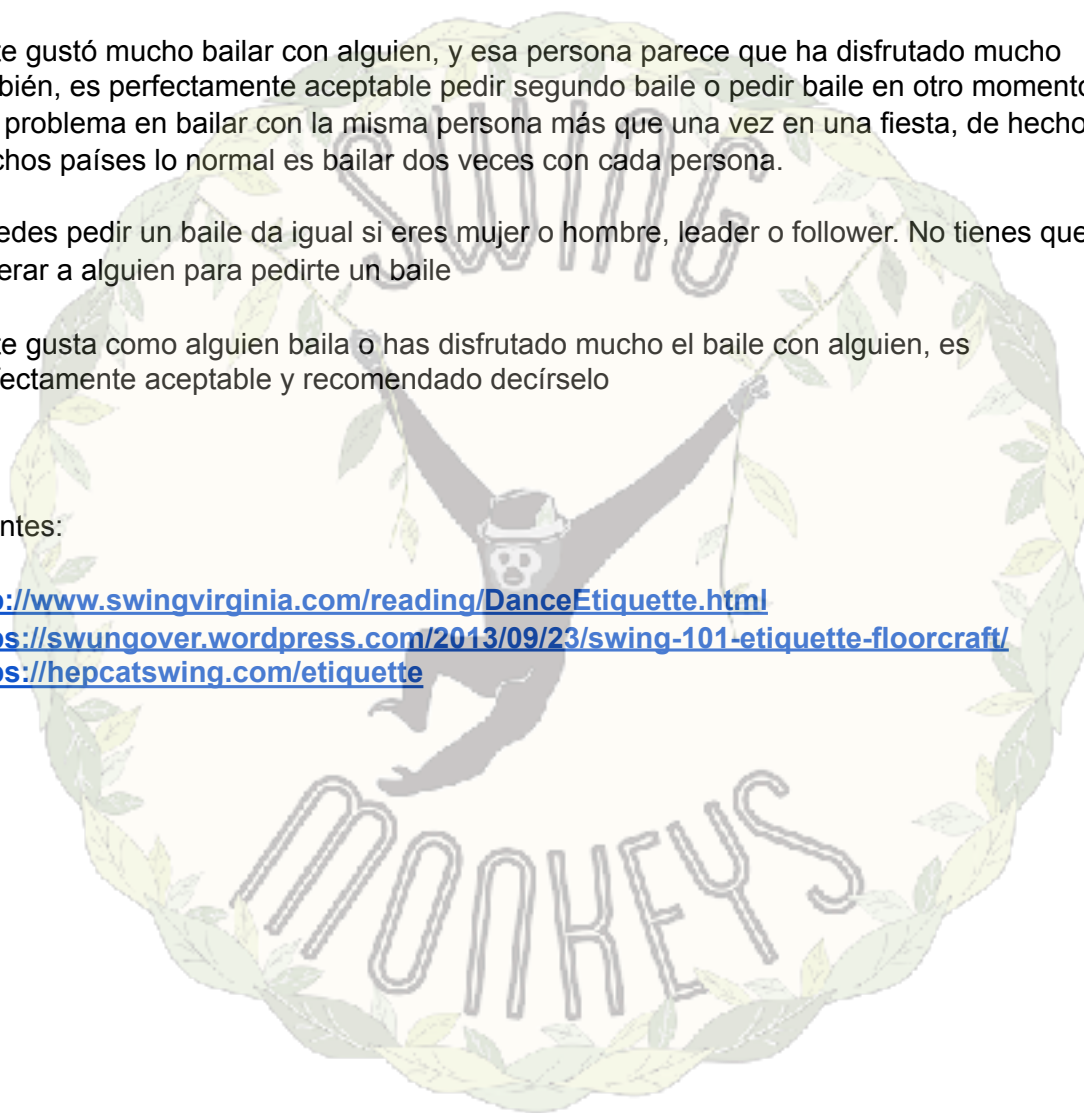 te gustó mucho bailar con alguien, y esa persona parece que ha disfrutado mucho
bién, es perfectamente aceptable pedir segundo baile o pedir baile en otro momento
problema en bailar con la misma persona más que una vez en una fiesta, de hecho
chos países lo normal es bailar dos veces con cada persona.
edes pedir un baile da igual si eres mujer o hombre, leader o follower. No tienes que
erar a alguien para pedirte un baile
te gusta como alguien baila o has disfrutado mucho el baile con alguien, es
ectamente aceptable y recomendado decírselo
ntes:
p://www.swingvirginia.com/reading/DanceEtiquette.html
ps://swungover.wordpress.com/2013/09/23/swing-101-etiquette-floorcraft/
ps://hepcatswing.com/etiquette
SWING
MONKEYS